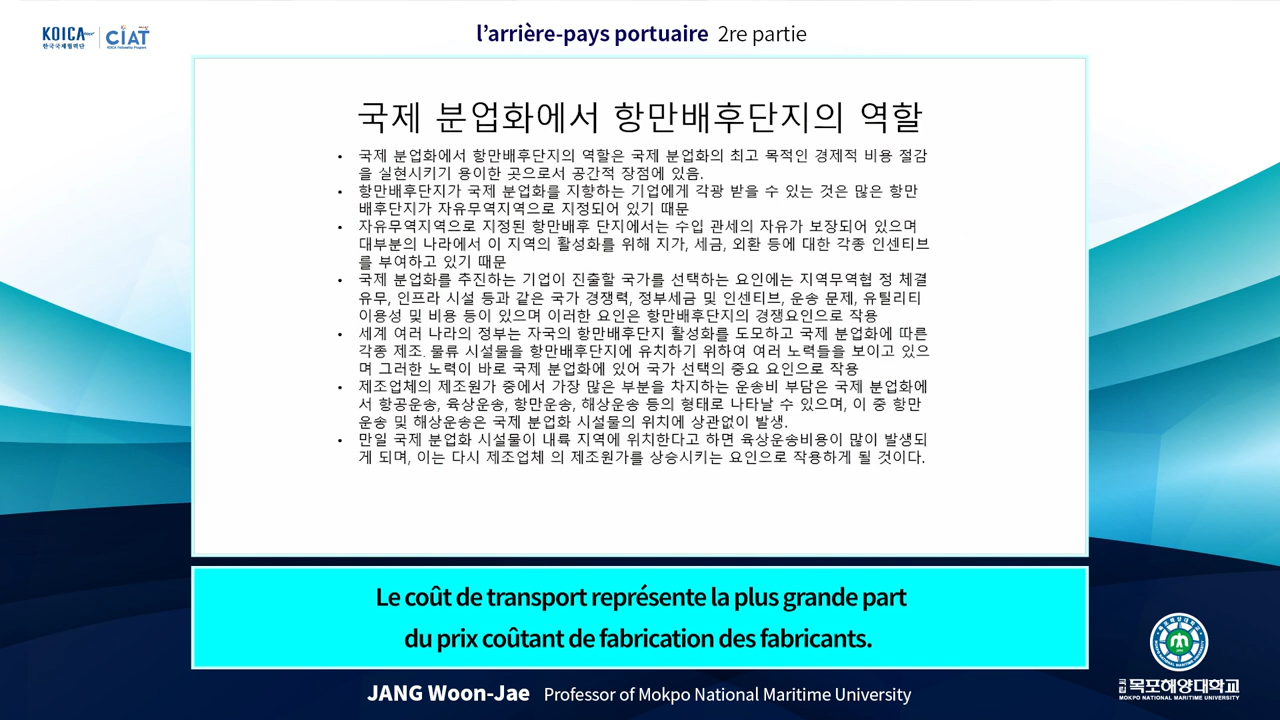 KOICA
한국국제협력단
CIAT
KOICA Fellowship Program
l'arrière-pays portuaire 2re partie
국제 분업화에서 항만배후단지의 역할
• 국제 분업화에서 항만배후단지의 역할은 국제 분업화의 최고 목적인 경제적 비용 절감
을 실현시키기 용이한 곳으로서 공간적 장점에 있음.
• 항만배후단지가 국제 분업화를 지향하는 기업에게 각광 받을 수 있는 것은 많은 항만
배후단지가 자유무역지역으로 지정되어 있기 때문
• 자유무역지역으로 지정된 항만배후 단지에서는 수입 관세의 자유가 보장되어 있으며
대부분의 나라에서 이 지역의 활성화를 위해 지가, 세금, 외환 등에 대한 각종 인센티브
를 부여하고 있기 때문
• 국제 분업화를 추진하는 기업이 진출할 국가를 선택하는 요인에는 지역무역협 정 체결
유무, 인프라 시설 등과 같은 국가 경쟁력, 정부세금 및 인센티브, 운송 문제, 유틸리티
이용성 및 비용 등이 있으며 이러한 요인은 항만배후단지의 경쟁요인으로 작용
• 세계 여러 나라의 정부는 자국의 항만배후단지 활성화를 도모하고 국제 분업화에 따른
각종 제조. 물류 시설물을 항만배후단지에 유치하기 위하여 여러 노력들을 보이고 있으
며 그러한 노력이 바로 국제 분업화에 있어 국가 선택의 중요 요인으로 작용
• 제조업체의 제조원가 중에서 가장 많은 부분을 차지하는 운송비 부담은 국제 분업화에
서 항공운송, 육상운송, 항만운송, 해상운송 등의 형태로 나타날 수 있으며, 이 중 항만
운송 및 해상운송은 국제 분업화 시설물의 위치에 상관없이 발생.
• 만일 국제 분업화 시설물이 내륙 지역에 위치한다고 하면 육상운송비용이 많이 발생되
게 되며, 이는 다시 제조업체 의 제조원가를 상승시키는 요인으로 작용하게 될 것이다.
Le coût de transport représente la plus grande part
du prix coûtant de fabrication des fabricants.
JANG Woon-Jae Professor of Mokpo National Maritime University
국립 목포해양대학교
MOKPO NATIONAL MARITIME UNIVERSITY